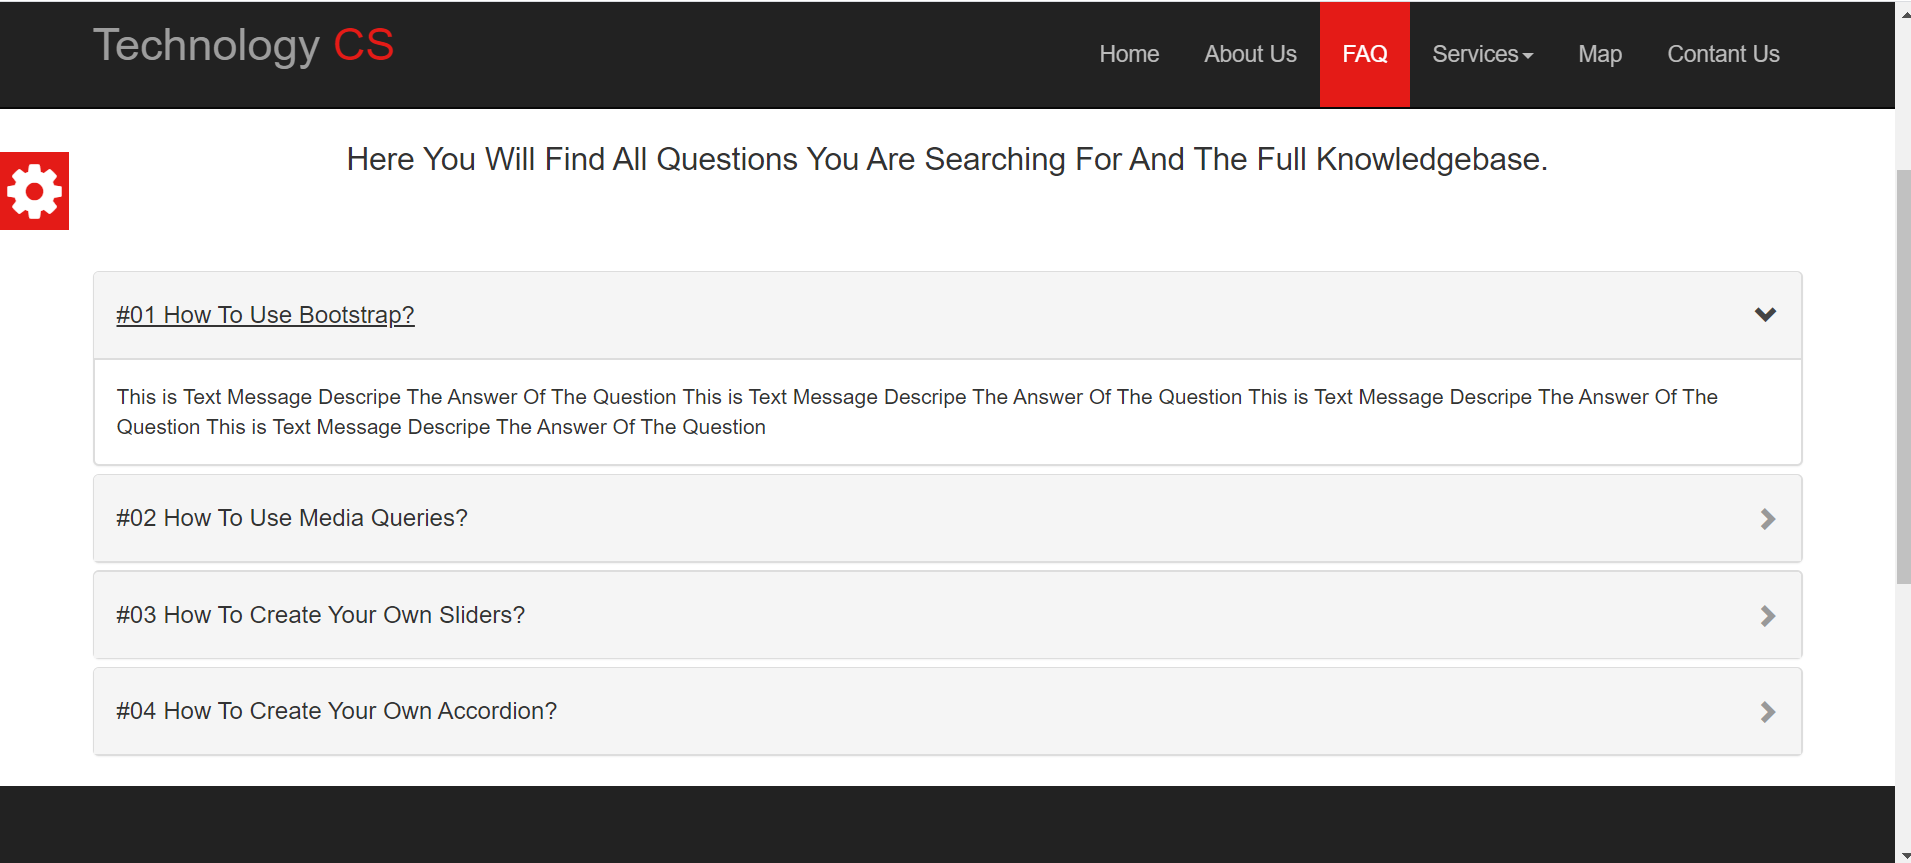 Technology CS
Home About Us FAQ Services Map Contant Us
Here You Will Find All Questions You Are Searching For And The Full Knowledgebase.
#01 How To Use Bootstrap?
This is Text Message Descripe The Answer Of The Question This is Text Message Descripe The Answer Of The Question This is Text Message Descripe The Answer Of The
Question This is Text Message Descripe The Answer Of The Question
#02 How To Use Media Queries?
#03 How To Create Your Own Sliders?
#04 How To Create Your Own Accordion?